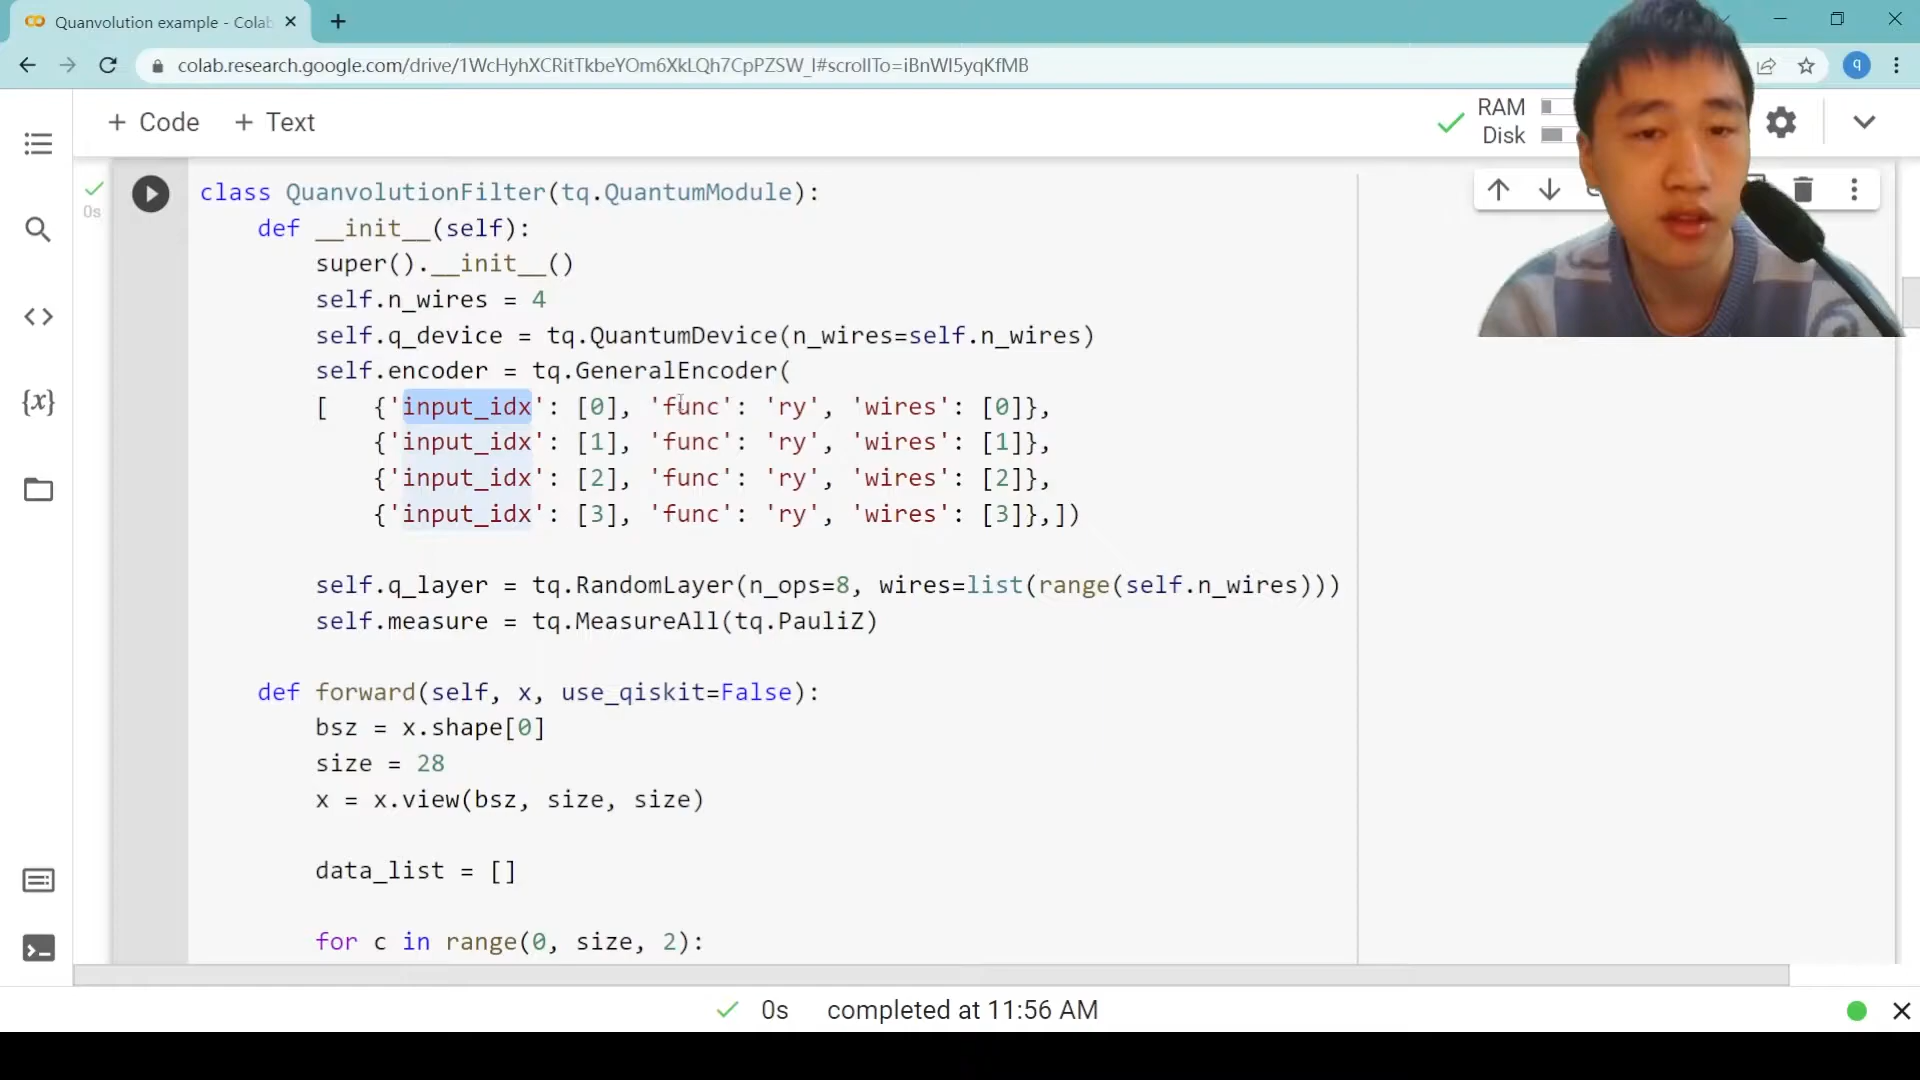 Quanvolution example - Colab
colab.research.google.com/drive/1WcHyhXCRitTkbeYOm6XkLQh7CpPZSW_l#scrollTo=iBnWI5yqKfMB
q
+ Code + Text
RAM
Disk
0s
class QuanvolutionFilter(tq.QuantumModule):
def __init__(self):
super().__init__()
self.n_wires = 4
self.q_device = tq.QuantumDevice(n_wires=self.n_wires)
self.encoder = tq.GeneralEncoder(
[ {'input_idx': [0], 'func': 'ry', 'wires': [0]},
{'input_idx': [1], 'func': 'ry', 'wires': [1]},
{'input_idx': [2], 'func': 'ry', 'wires': [2]},
{'input_idx': [3], 'func': 'ry', 'wires': [3]},])
self.q_layer = tq.RandomLayer(n_ops=8, wires=list(range(self.n_wires)))
self.measure = tq.MeasureAll(tq.PauliZ)
def forward(self, x, use_qiskit=False):
bsz = x.shape[0]
size = 28
x = x.view(bsz, size, size)
data_list = []
for c in range(0, size, 2):
0s completed at 11:56 AM